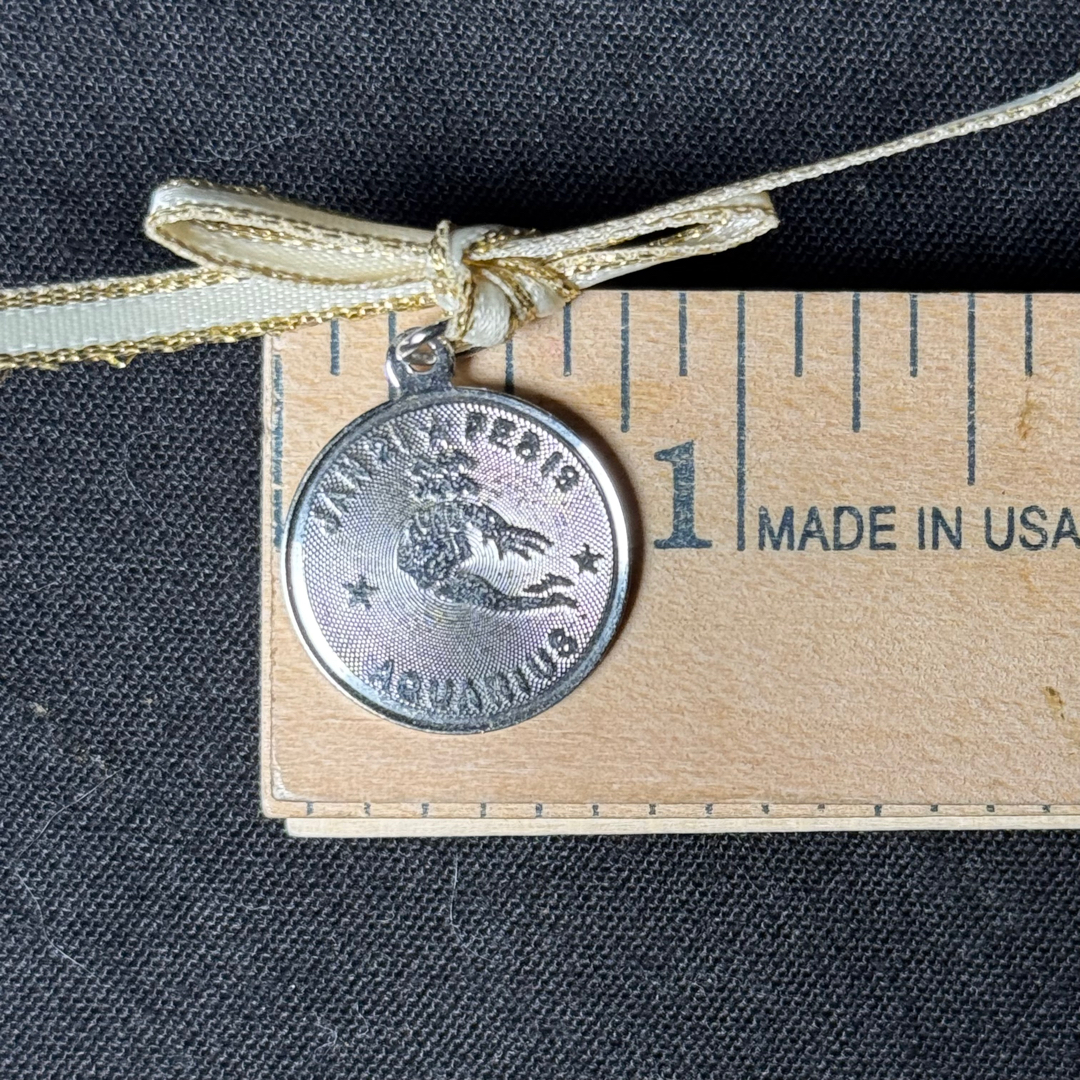 JAN 21 FEB 19
AQUARIUS
1
MADE IN USA